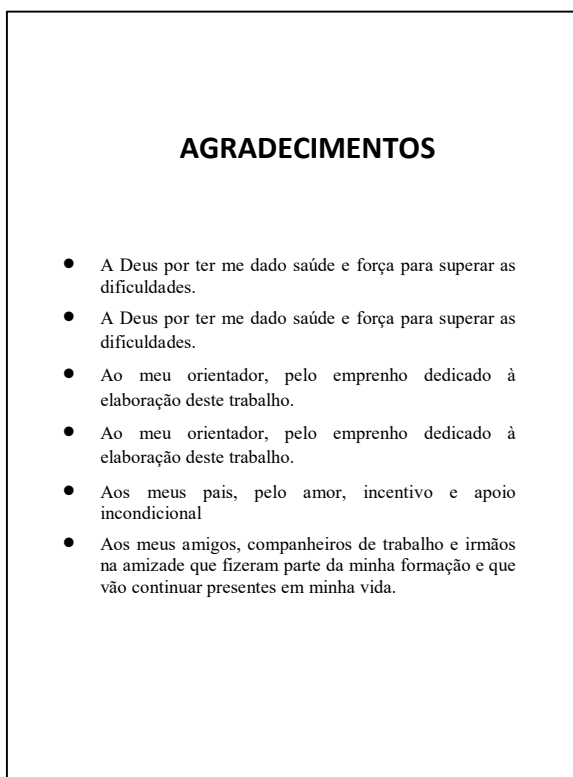 AGRADECIMENTOS
• A Deus por ter me dado saúde e força para superar as
dificuldades.
• A Deus por ter me dado saúde e força para superar as
dificuldades.
• Ao meu orientador, pelo emprenho dedicado à
elaboração deste trabalho.
• Ao meu orientador, pelo emprenho dedicado à
elaboração deste trabalho.
• Aos meus pais, pelo amor, incentivo e apoio
incondicional
• Aos meus amigos, companheiros de trabalho e irmãos
na amizade que fizeram parte da minha formação e que
vão continuar presentes em minha vida.